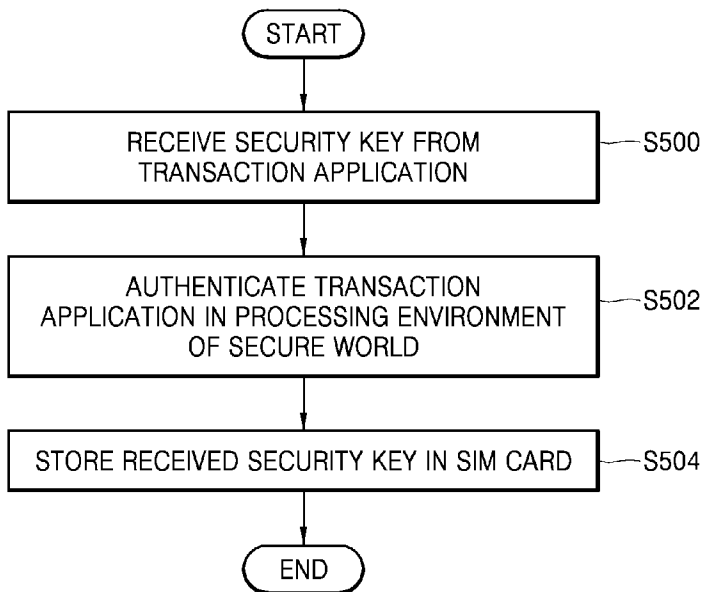 START
RECEIVE SECURITY KEY FROM
TRANSACTION APPLICATION
S500
AUTHENTICATE TRANSACTION
APPLICATION IN PROCESSING ENVIRONMENT
OF SECURE WORLD
S502
STORE RECEIVED SECURITY KEY IN SIM CARD
S504
END